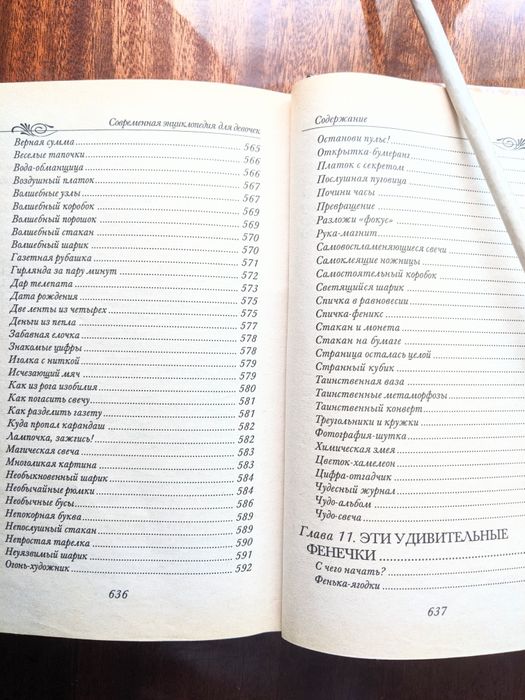 Современная энциклопедия для девочек
Верная сумма 565
Веселые тапочки 566
Вода-обманщица 566
Воздушный платок 567
Волшебные узлы 567
Волшебный коробок 569
Волшебный порошок 569
Волшебный стакан 570
Волшебный шарик 570
Газетная рубашка 571
Гирлянда за пару минут 572
Дар телепата 573
Дата рождения 575
Две ленты из четырех 575
Деньги из пепла 577
Забавная елочка 578
Знакомые цифры 578
Иголка с ниткой 579
Исчезающий мяч 579
Как из рога изобилия 580
Как погасить свечу 581
Как разделить газету 581
Куда пропал карандаш 582
Лампочка, зажгись! 582
Магическая свеча 583
Многоликая картина 583
Необыкновенный шарик 584
Необычайные рюмки 584
Необычные бусы 586
Непокорная буква 589
Непослушный стакан 589
Непростая тарелка 590
Неуязвимый шарик 591
Огонь-художник 592
636
Содержание
Останови пульс!
Открытка-бумеранг
Платок с секретом
Послушная пуговица
Почини часы
Превращение
Разложи «фокус»
Рука-магнит
Самовоспламеняющиеся свечи
Самоклеящие ножницы
Самостоятельный коробок
Светящийся шарик
Спичка в равновесии
Спичка-феникс
Стакан и монета
Стакан на бумаге
Страница осталась целой
Странный кубик
Таинственная ваза
Таинственные метаморфозы
Таинственный конверт
Треугольники и кружки
Фотография-шутка
Химическая змея
Цветок-хамелеон
Цифра-отгадчик
Чудесный журнал
Чудо-альбом
Чудо-свеча
Глава 11. ЭТИ УДИВИТЕЛЬНЫЕ
ФЕНЕЧКИ
С чего начать?
Фенька-ягодки
637